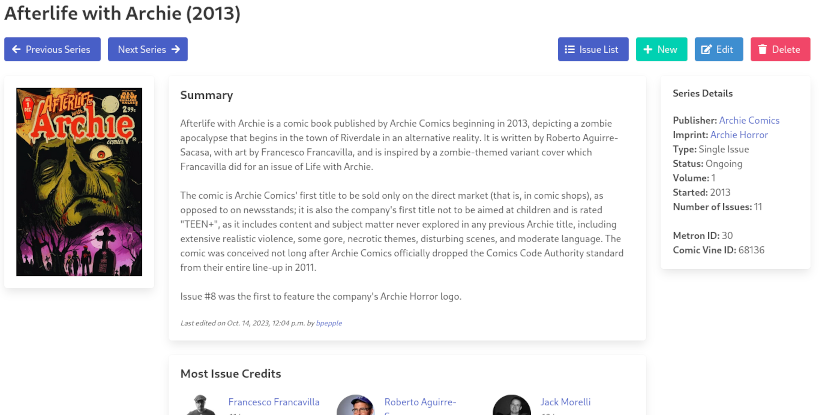 Afterlife with Archie (2013)
Previous Series
Next Series
Issue List
New
Edit
Delete
AFTERLIFE
with
Archie
2.99
Summary
Afterlife with Archie is a comic book published by Archie Comics beginning in 2013, depicting a zombie
apocalypse that begins in the town of Riverdale in an alternative reality. It is written by Roberto Aguirre-
Sacasa, with art by Francesco Francavilla, and is inspired by a zombie-themed variant cover which
Francavilla did for an issue of Life with Archie.
The comic is Archie Comics' first title to be sold only on the direct market (that is, in comic shops), as
opposed to on newsstands; it is also the company's first title not to be aimed at children and is rated
"TEEN+", as it includes content and subject matter never explored in any previous Archie title, including
extensive realistic violence, some gore, necrotic themes, disturbing scenes, and moderate language. The
comic was conceived not long after Archie Comics officially dropped the Comics Code Authority standard
from their entire line-up in 2011.
Issue #8 was the first to feature the company's Archie Horror logo.
Last edited on Oct. 14, 2023, 12:04 p.m. by bpepple
Most Issue Credits
Francesco Francavilla
Roberto Aguirre-
Jack Morelli
Series Details
Publisher: Archie Comics
Imprint: Archie Horror
Type: Single Issue
Status: Ongoing
Volume: 1
Started: 2013
Number of Issues: 11
Metron ID: 30
Comic Vine ID: 68136